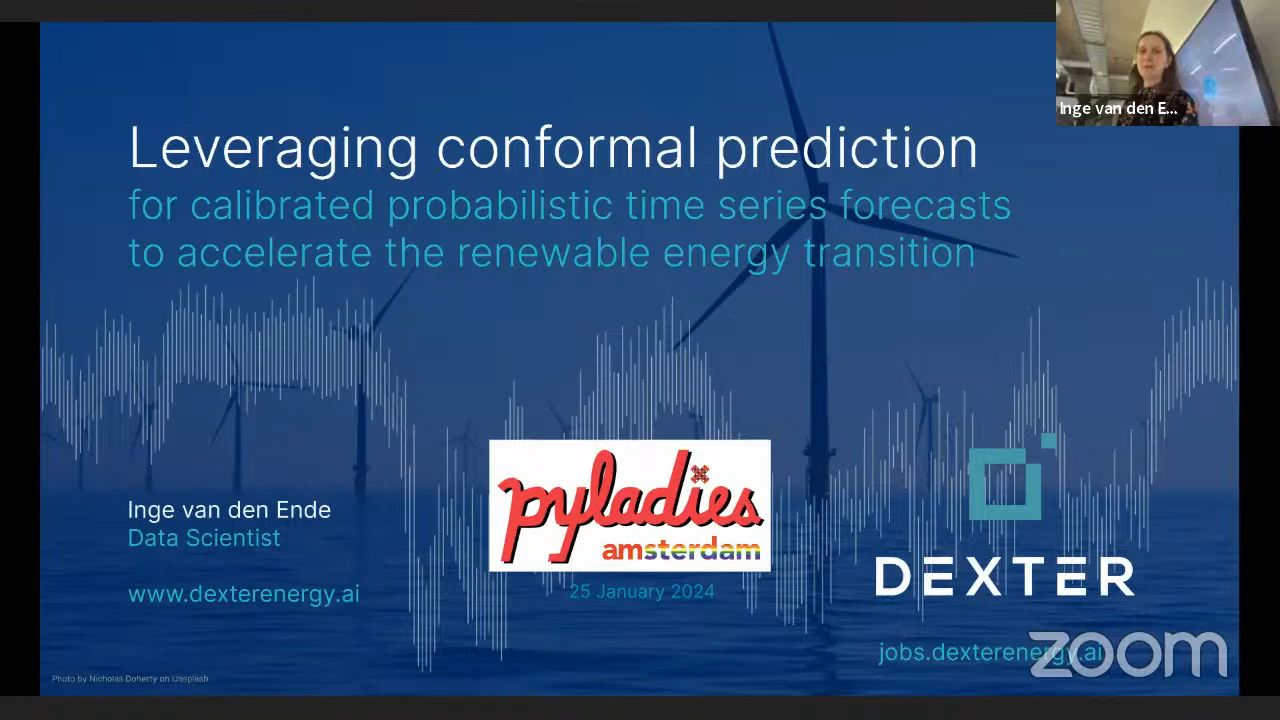 Inge van den E...
Leveraging conformal prediction
for calibrated probabilistic time series forecasts
to accelerate the renewable energy transition
pyladies
amsterdam
25 January 2024
Inge van den Ende
Data Scientist
www.dexterenergy.ai
DEXTER
jobs.dexterenergy.ai
zoom
Photo by Nicholas Doherty on Unsplash